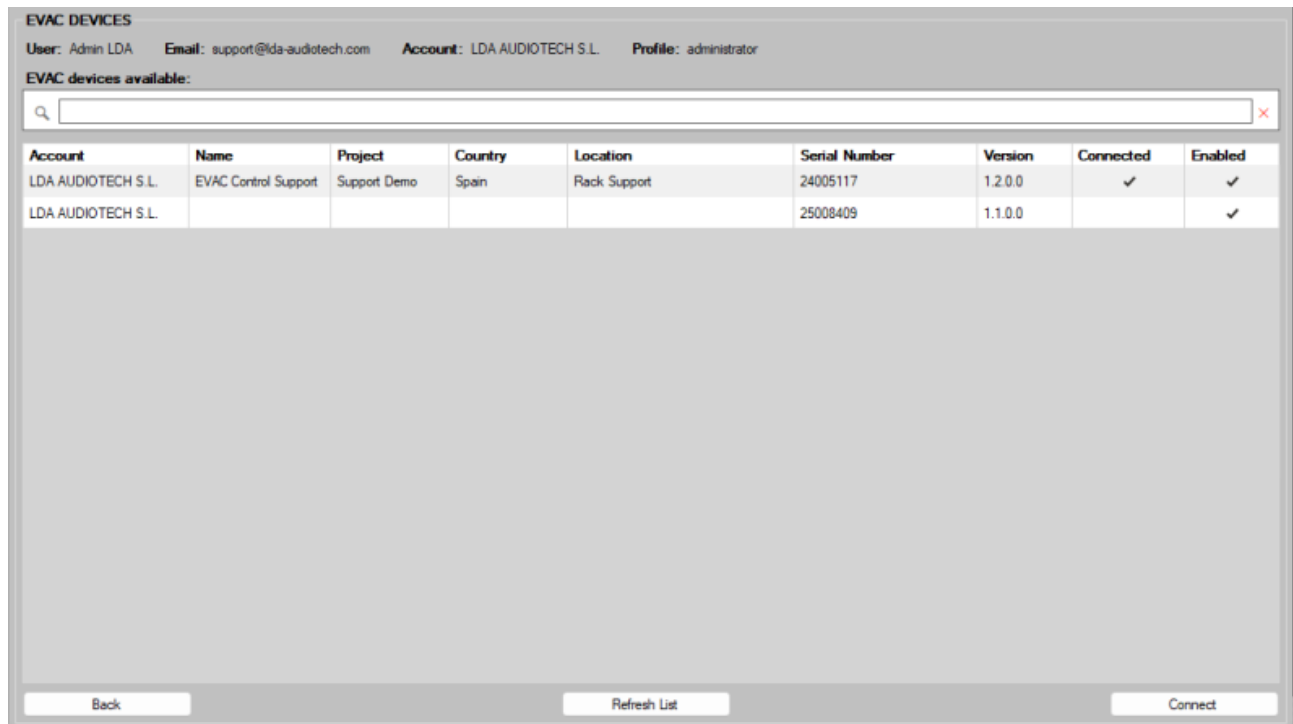 EVAC DEVICES
User: Admin LDA Email: support@lda-audiotech.com Account: LDA AUDIOTECH S.L. Profile: administrator
EVAC devices available:
Account Name Project Country Location Serial Number Version Connected Enabled
LDA AUDIOTECH S.L. EVAC Control Support Support Demo Spain Rack Support 24005117 1.2.0.0 ✓ ✓
LDA AUDIOTECH S.L. 25008409 1.1.0.0 ✓
Back Refresh List Connect